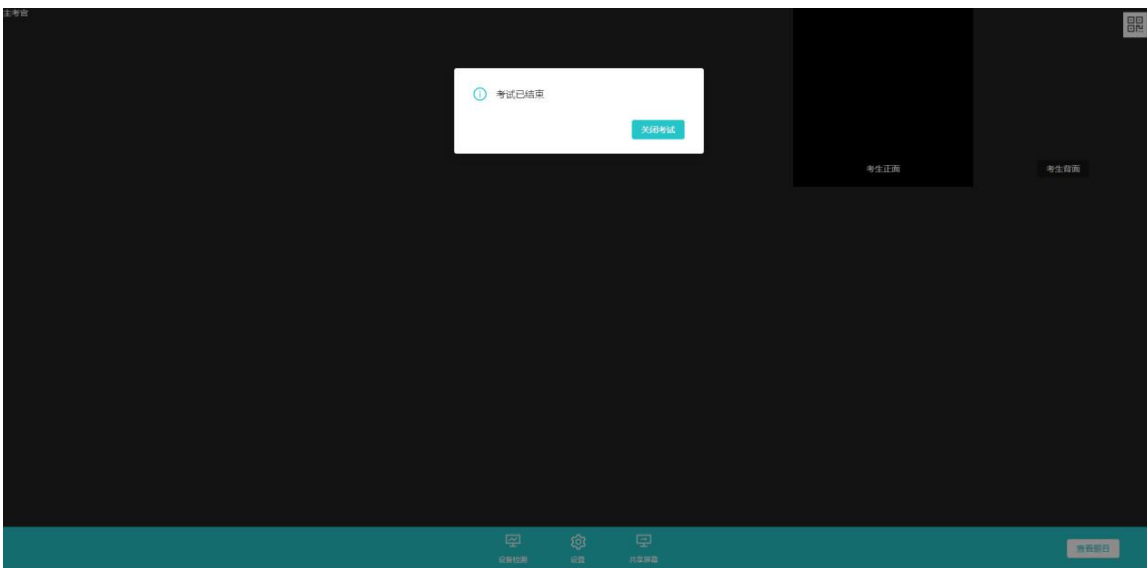 主考官
考试已结束
关闭考试
考生正面
考生背面
设备检测
设置
共享屏幕
查看题目